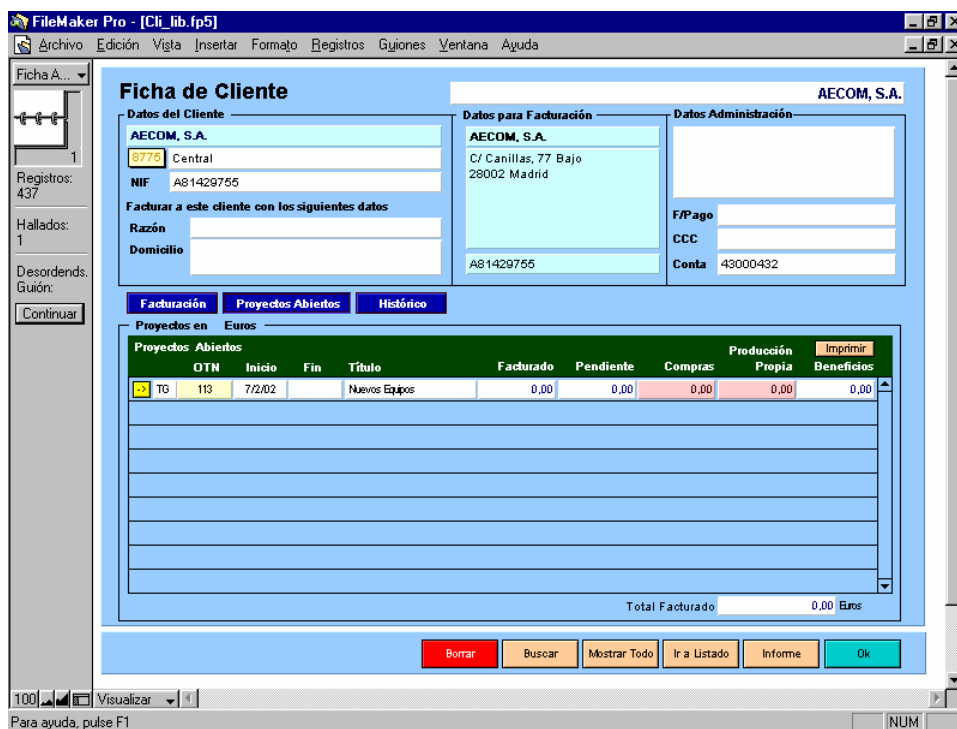 FileMaker Pro - [Cli_lib.fp5]
Archivo Edición Vista Insertar Formato Registros Guiones Ventana Ayuda
Ficha A...
1
Registros:
437
Hallados:
1
Desordends.
Guión:
Continuar
Ficha de Cliente
AECOM, S.A.
Datos del Cliente
AECOM, S.A.
8775 Central
NIF A81429755
Facturar a este cliente con los siguientes datos
Razón
Domicilio
Datos para Facturación
AECOM, S.A.
C/ Canillas, 77 Bajo
28002 Madrid
A81429755
Datos Administración
F/Pago
CCC
Conta 43000432
Facturación Proyectos Abiertos Histórico
Proyectos en Euros
Proyectos Abiertos Imprimir
OTN Inicio Fin Título Facturado Pendiente Compras Producción Propia Beneficios
-> TG 113 7/2/02 Nuevos Equipos 0,00 0,00 0,00 0,00 0,00
Total Facturado 0,00 Euros
Borrar Buscar Mostrar Todo Ir a Listado Informe Ok
100 Visualizar
Para ayuda, pulse F1 NUM